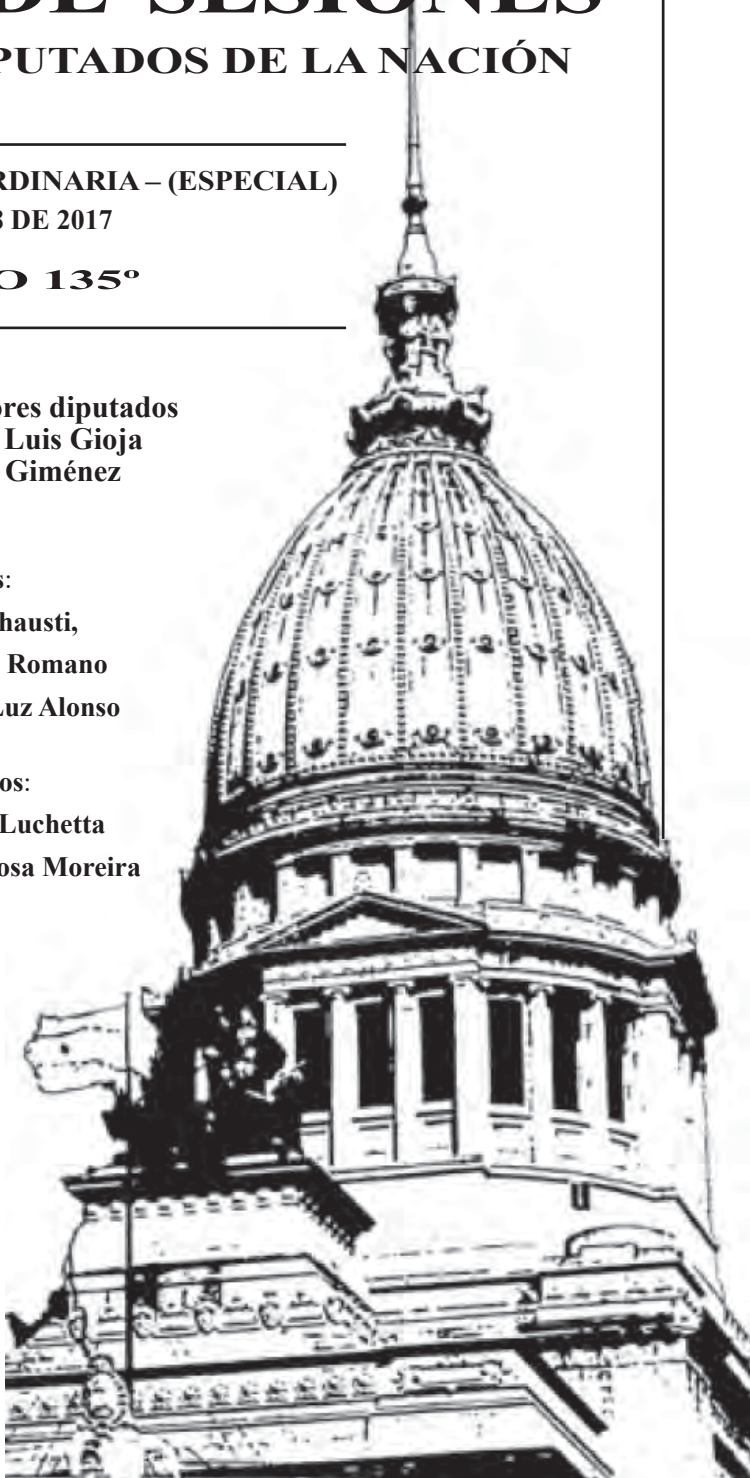 DE SESIONES
PUTADOS DE LA NACIÓN
RDINARIA – (ESPECIAL)
DE 2017
O 135º
ores diputados
Luis Gioja
Giménez
s:
hausti,
Romano
Luz Alonso
os:
Luchetta
osa Moreira